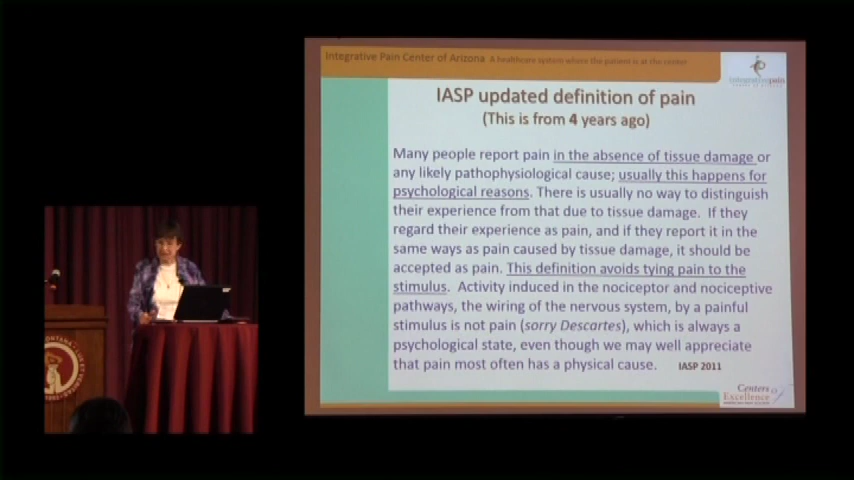 Integrative Pain Center of Arizona A healthcare system where the patient is at the center
integrativepain
IASP updated definition of pain
(This is from 4 years ago)
Many people report pain in the absence of tissue damage or
any likely pathophysiological cause; usually this happens for
psychological reasons. There is usually no way to distinguish
their experience from that due to tissue damage. If they
regard their experience as pain, and if they report it in the
same ways as pain caused by tissue damage, it should be
accepted as pain. This definition avoids tying pain to the
stimulus. Activity induced in the nociceptor and nociceptive
pathways, the wiring of the nervous system, by a painful
stimulus is not pain (sorry Descartes), which is always a
psychological state, even though we may well appreciate
that pain most often has a physical cause. IASP 2011
Centers
Excellence
MONTANA